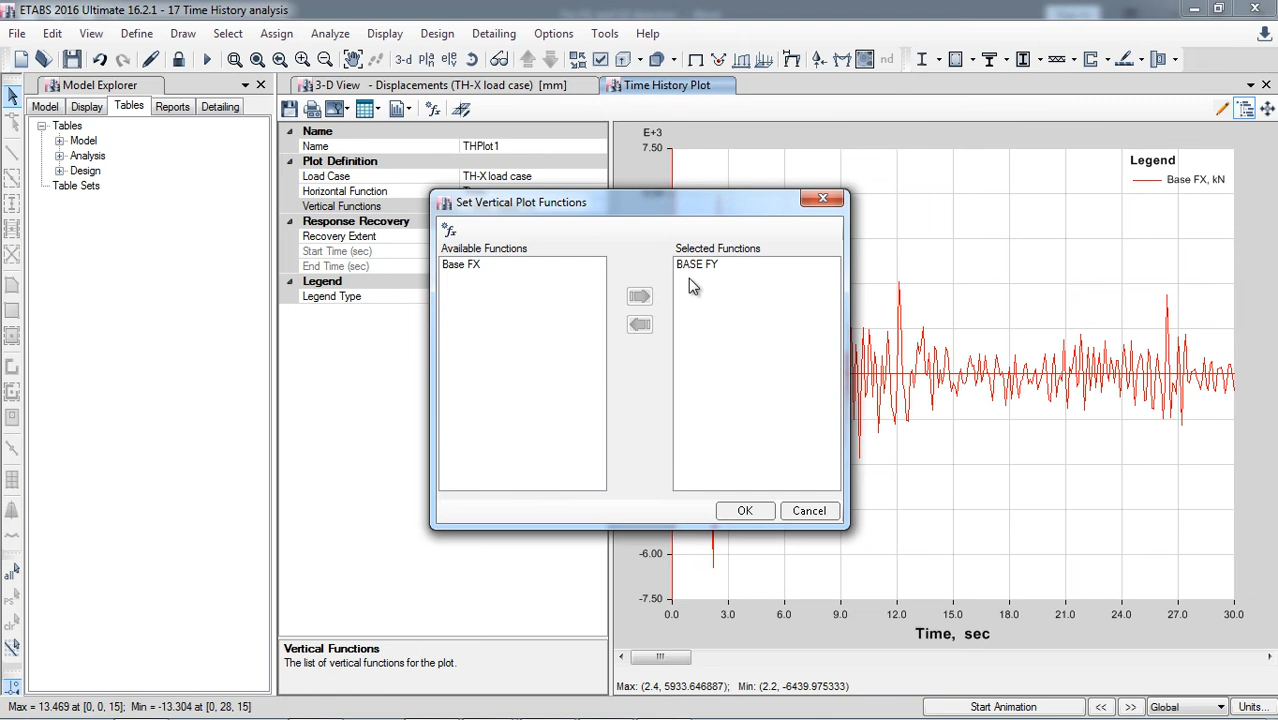 ETABS 2016 Ultimate 16.2.1 - 17 Time History analysis
File Edit View Define Draw Select Assign Analyze Display Design Detailing Options Tools Help
3-d nd
Model Explorer
3-D View - Displacements (TH-X load case) [mm]
Time History Plot
Model Display Tables Reports Detailing
Tables
Model
Analysis
Design
Table Sets
all
ps
clr
Name
Name THPlot1
Plot Definition
Load Case TH-X load case
Horizontal Function
Vertical Functions
Response Recovery
Recovery Extent
Start Time (sec)
End Time (sec)
Legend
Legend Type
Vertical Functions
The list of vertical functions for the plot.
Set Vertical Plot Functions
Available Functions
Base FX
Selected Functions
BASE FY
OK Cancel
E+3
7.50
Legend
Base FX, kN
-6.00
-7.50
0.0 3.0 6.0 9.0 12.0 15.0 18.0 21.0 24.0 27.0 30.0
Time, sec
Max: (2.4, 5933.646887); Min: (2.2, -6439.975333)
Max = 13.469 at [0, 0, 15]; Min = -13.304 at [0, 28, 15]
Start Animation << >> Global Units...